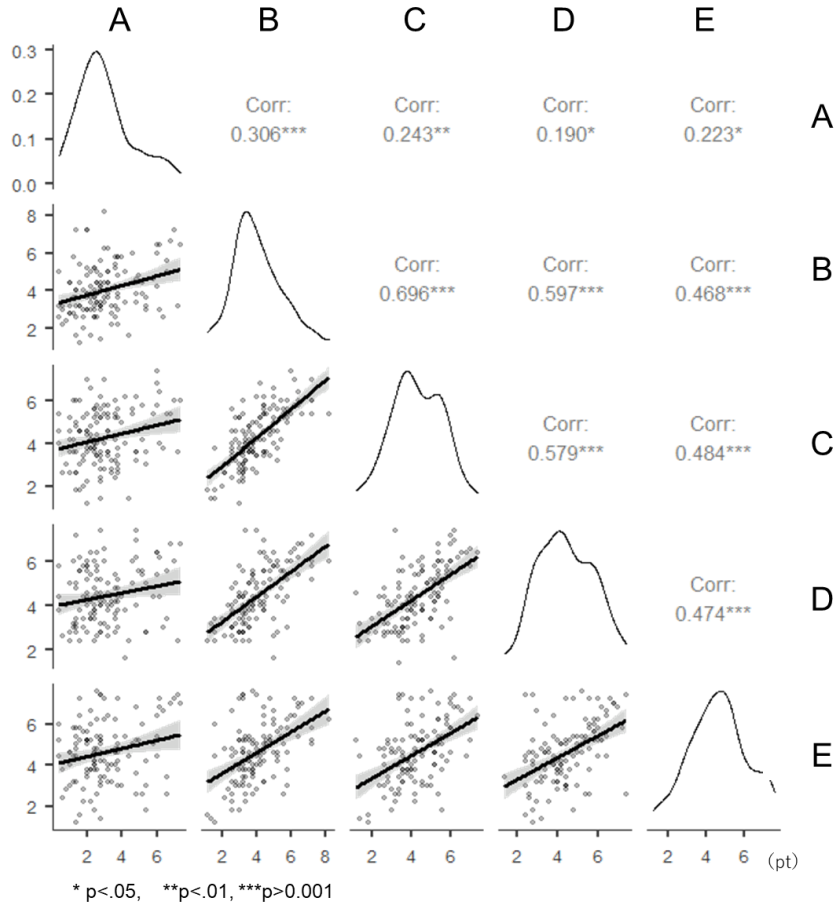 A B C D E
0.3
0.2
0.1
0.0
Corr: Corr: Corr: Corr:
0.306*** 0.243** 0.190* 0.223*
A
8
6
4
2
Corr: Corr: Corr:
0.696*** 0.597*** 0.468***
B
6
4
2
Corr: Corr:
0.579*** 0.484***
C
6
4
2
Corr:
0.474***
D
6
4
2
E
2 4 6 2 4 6 8 2 4 6 2 4 6 2 4 6 (pt)
* p<.05, **p<.01, ***p>0.001